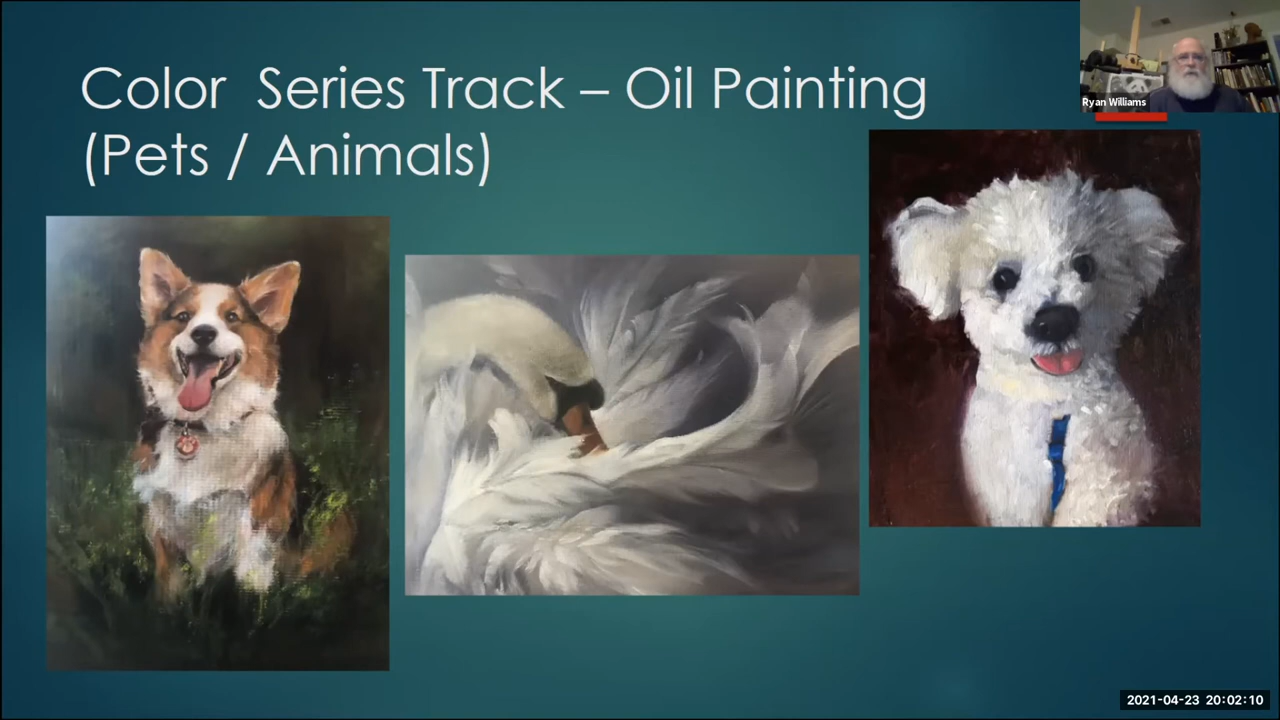 Color Series Track – Oil Painting
(Pets / Animals)
Ryan Williams
2021-04-23 20:02:10